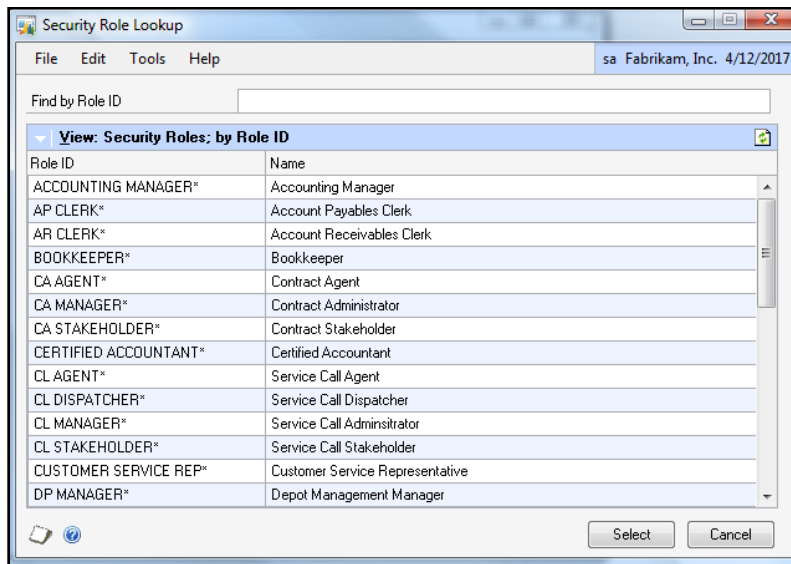 Security Role Lookup
File Edit Tools Help sa Fabrikam, Inc. 4/12/2017
Find by Role ID
View: Security Roles; by Role ID
Role ID Name
ACCOUNTING MANAGER* Accounting Manager
AP CLERK* Account Payables Clerk
AR CLERK* Account Receivables Clerk
BOOKKEEPER* Bookkeeper
CA AGENT* Contract Agent
CA MANAGER* Contract Administrator
CA STAKEHOLDER* Contract Stakeholder
CERTIFIED ACCOUNTANT* Certified Accountant
CL AGENT* Service Call Agent
CL DISPATCHER* Service Call Dispatcher
CL MANAGER* Service Call Adminsitrator
CL STAKEHOLDER* Service Call Stakeholder
CUSTOMER SERVICE REP* Customer Service Representative
DP MANAGER* Depot Management Manager
Select Cancel